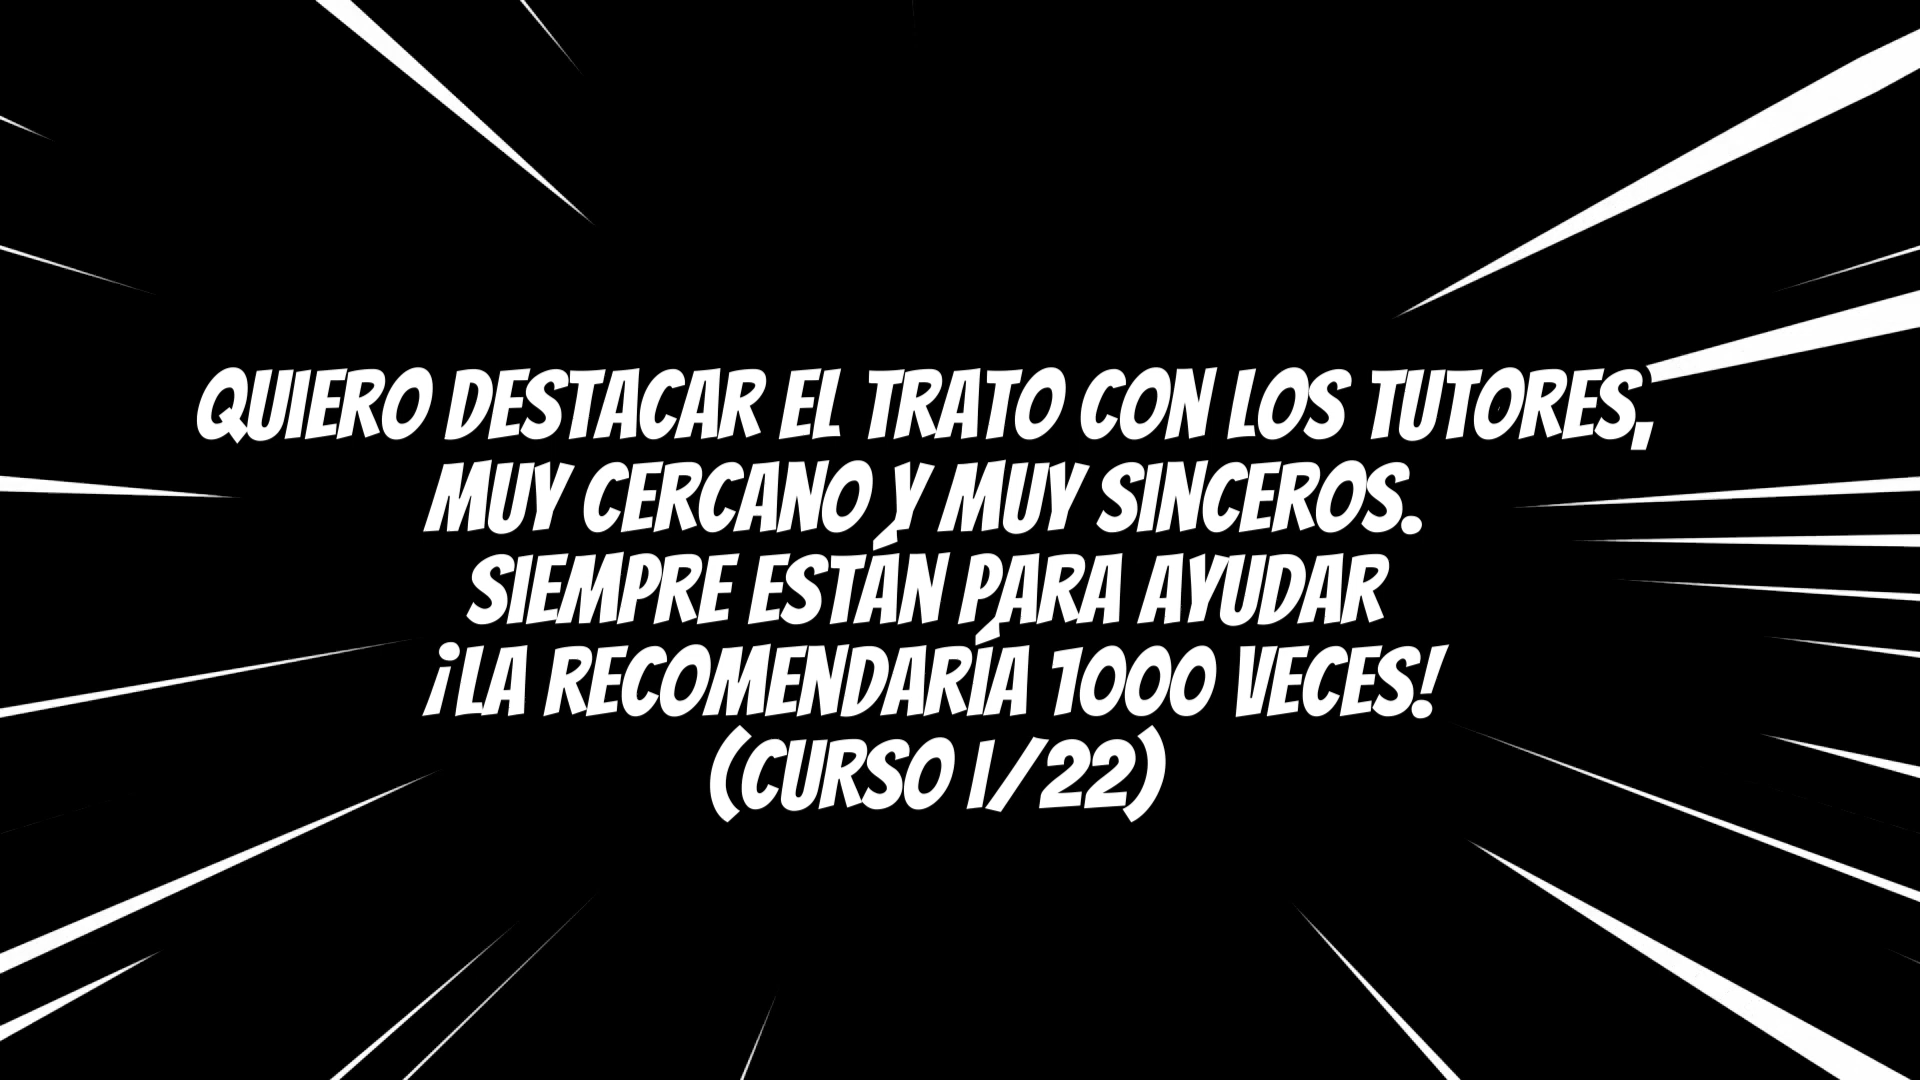 QUIERO DESTACAR EL TRATO CON LOS TUTORES,
MUY CERCANO Y MUY SINCEROS.
SIEMPRE ESTÁN PARA AYUDAR
¡LA RECOMENDARÍA 1000 VECES!
(CURSO I/22)